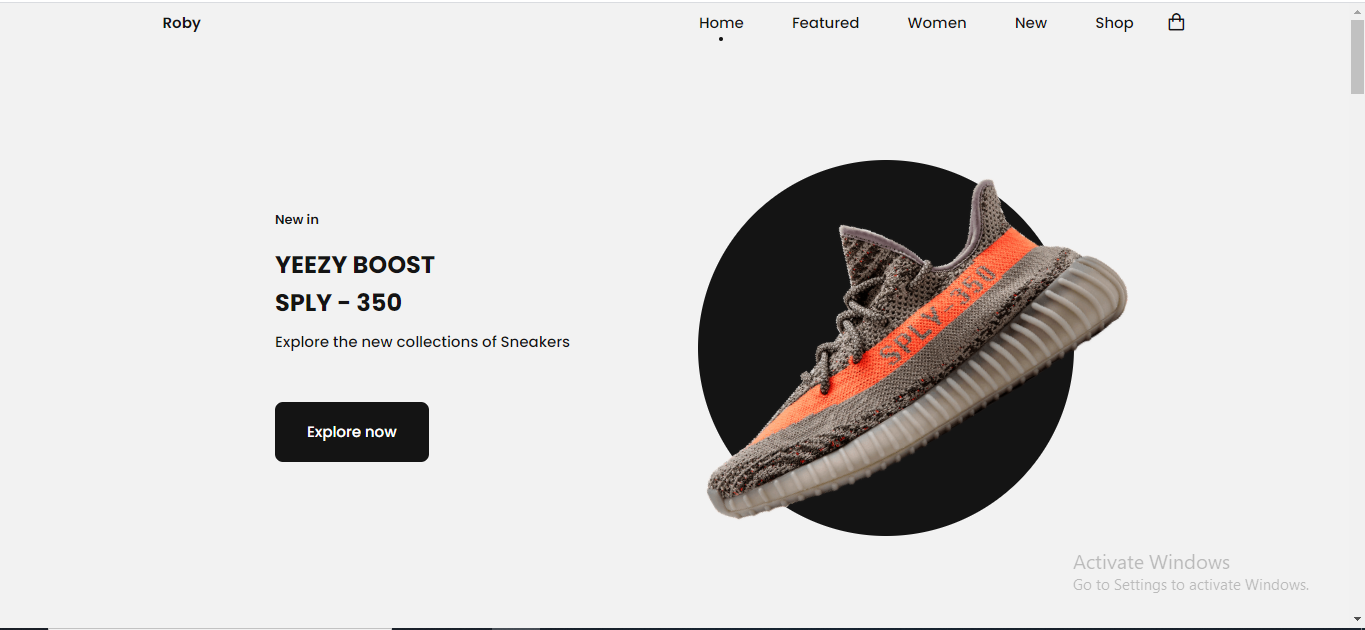 Roby
Home Featured Women New Shop
New in
YEEZY BOOST
SPLY - 350
Explore the new collections of Sneakers
Explore now
SPLY-350
Activate Windows
Go to Settings to activate Windows.